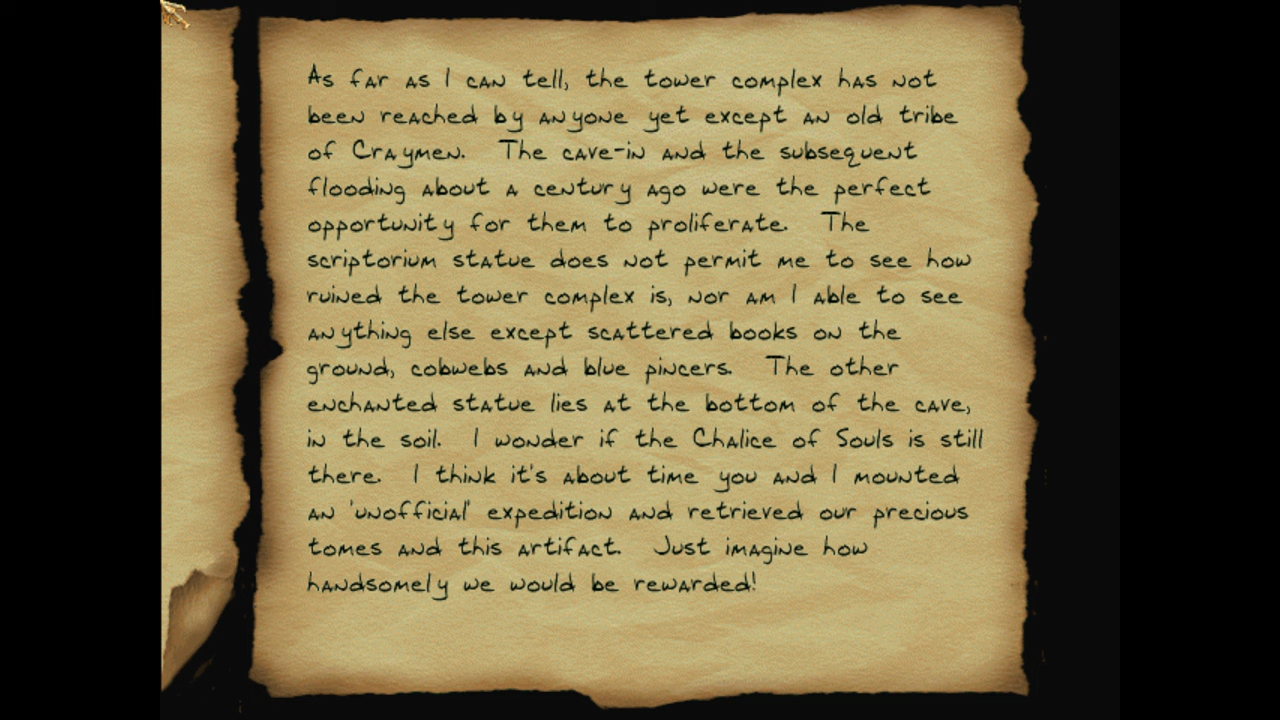 As far as I can tell, the tower complex has not
been reached by anyone yet except an old tribe
of Craymen. The cave-in and the subsequent
flooding about a century ago were the perfect
opportunity for them to proliferate. The
scriptorium statue does not permit me to see how
ruined the tower complex is, nor am I able to see
anything else except scattered books on the
ground, cobwebs and blue pincers. The other
enchanted statue lies at the bottom of the cave,
in the soil. I wonder if the Chalice of Souls is still
there. I think it's about time you and I mounted
an 'unofficial' expedition and retrieved our precious
tomes and this artifact. Just imagine how
handsomely we would be rewarded!